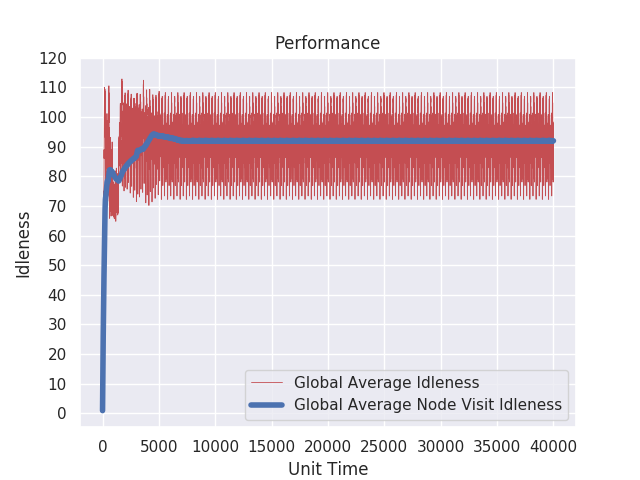 Performance
120
110
100
90
80
70
60
50
40
30
20
10
0
Idleness
0 5000 10000 15000 20000 25000 30000 35000 40000
Unit Time
Global Average Idleness
Global Average Node Visit Idleness